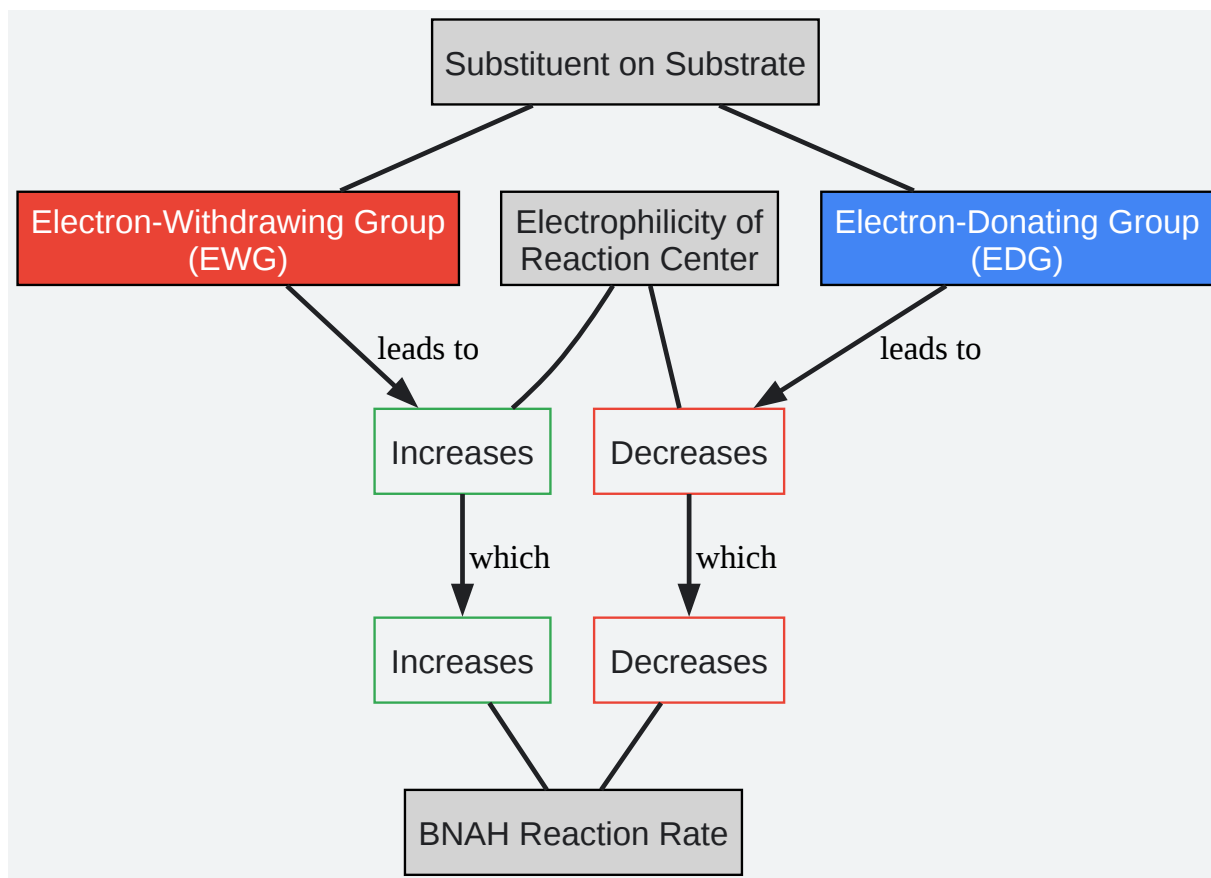 Substituent on Substrate
Electron-Withdrawing Group
(EWG)
Electrophilicity of
Reaction Center
Electron-Donating Group
(EDG)
leads to
leads to
Increases
Decreases
which
which
Increases
Decreases
BNAH Reaction Rate